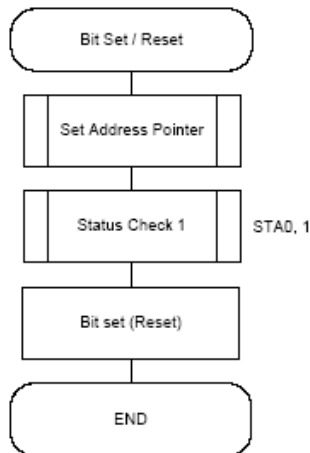 Bit Set / Reset
Set Address Pointer
Status Check 1
STA0, 1
Bit set (Reset)
END